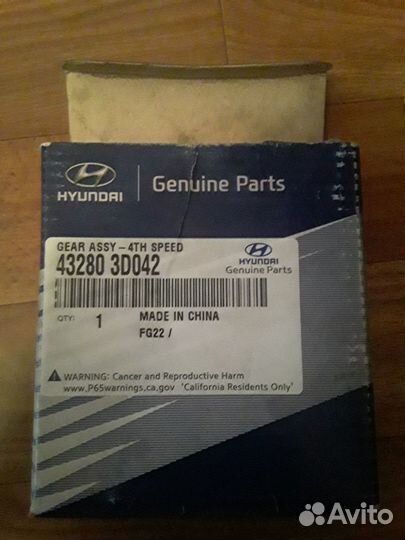 HYUNDAI
Genuine Parts
GEAR ASSY-4TH SPEED
43280 3D042
HYUNDAI
Genuine Parts
QTY: 1 MADE IN CHINA
FG22 /
WARNING: Cancer and Reproductive Harm
www.P65warnings.ca.gov 'California Residents Only'
Avito